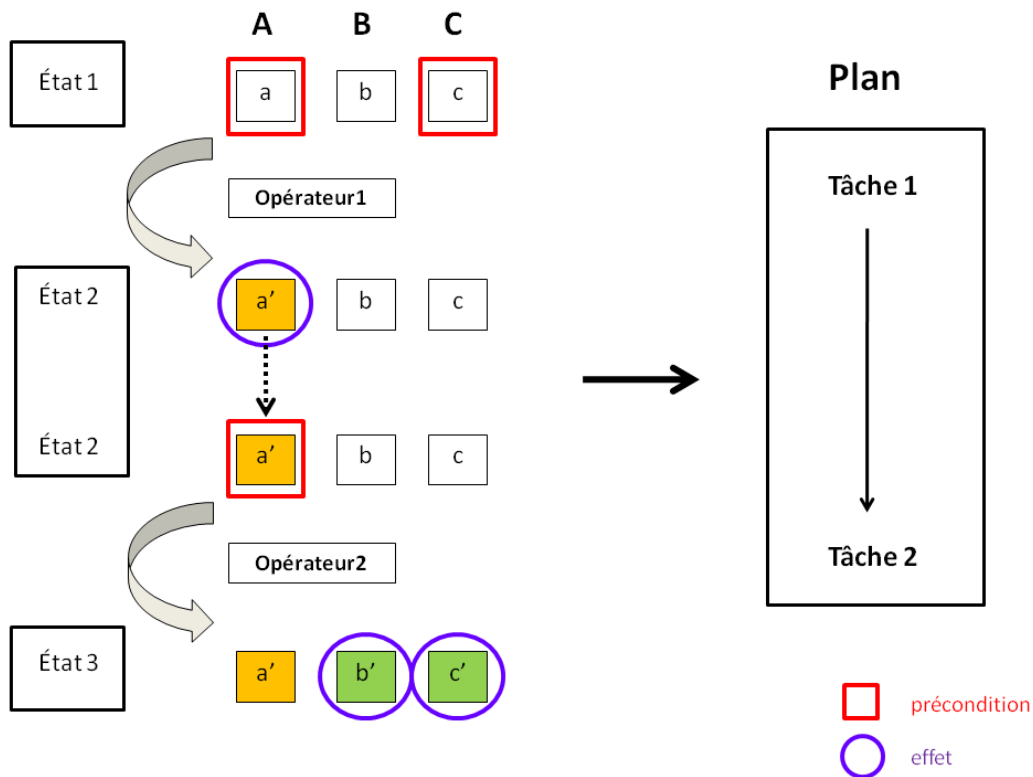 A B C
État 1 a b c
Plan
Opérateur1
Tâche 1
État 2 a’ b c
État 2 a’ b c
Opérateur2
Tâche 2
État 3 a’ b’ c’
précondition
effet